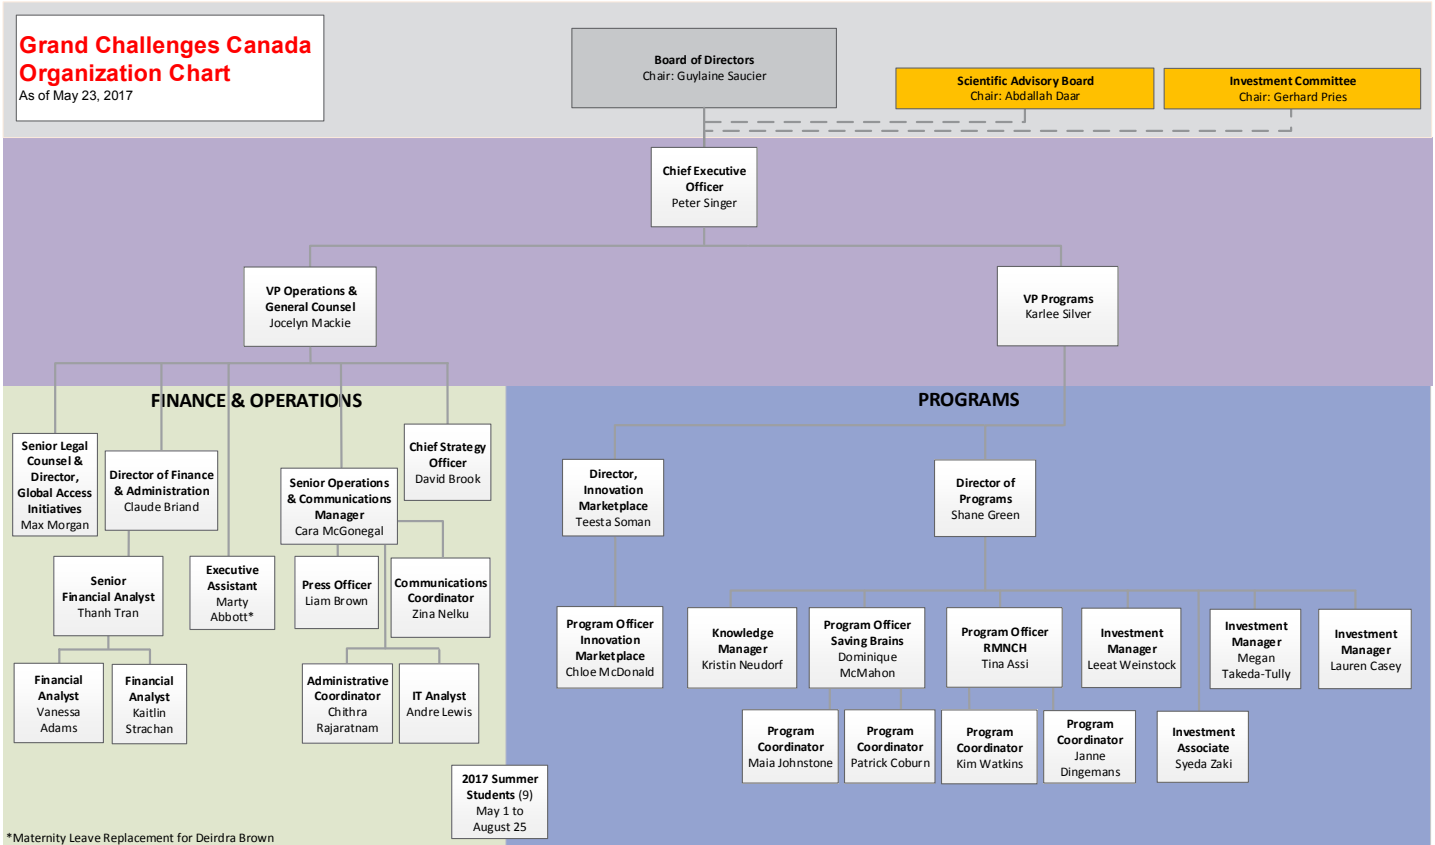 Grand Challenges Canada
Organization Chart
As of May 23, 2017
Board of Directors
Chair: Guylaine Saucier
Scientific Advisory Board
Chair: Abdallah Daar
Investment Committee
Chair: Gerhard Pries
Chief Executive
Officer
Peter Singer
VP Operations &
General Counsel
Jocelyn Mackie
VP Programs
Karlee Silver
FINANCE & OPERATIONS
PROGRAMS
Senior Legal
Counsel &
Director,
Global Access
Initiatives
Max Morgan
Director of Finance
& Administration
Claude Briand
Senior Operations
& Communications
Manager
Cara McGonegal
Chief Strategy
Officer
David Brook
Director,
Innovation
Marketplace
Teesta Soman
Director of
Programs
Shane Green
Senior
Financial Analyst
Thanh Tran
Executive
Assistant
Marty
Abbott*
Press Officer
Liam Brown
Communications
Coordinator
Zina Nelku
Program Officer
Innovation
Marketplace
Chloe McDonald
Knowledge
Manager
Kristin Neudorf
Program Officer
Saving Brains
Dominique
McMahon
Program Officer
RMNCH
Tina Assi
Investment
Manager
Leeat Weinstock
Investment
Manager
Megan
Takeda-Tully
Investment
Manager
Lauren Casey
Financial
Analyst
Vanessa
Adams
Financial
Analyst
Kaitlin
Strachan
Administrative
Coordinator
Chithra
Rajaratnam
IT Analyst
Andre Lewis
Program
Coordinator
Maia Johnstone
Program
Coordinator
Patrick Coburn
Program
Coordinator
Kim Watkins
Program
Coordinator
Janne
Dingemans
Investment
Associate
Syeda Zaki
2017 Summer
Students (9)
May 1 to
August 25
*Maternity Leave Replacement for Deirdra Brown